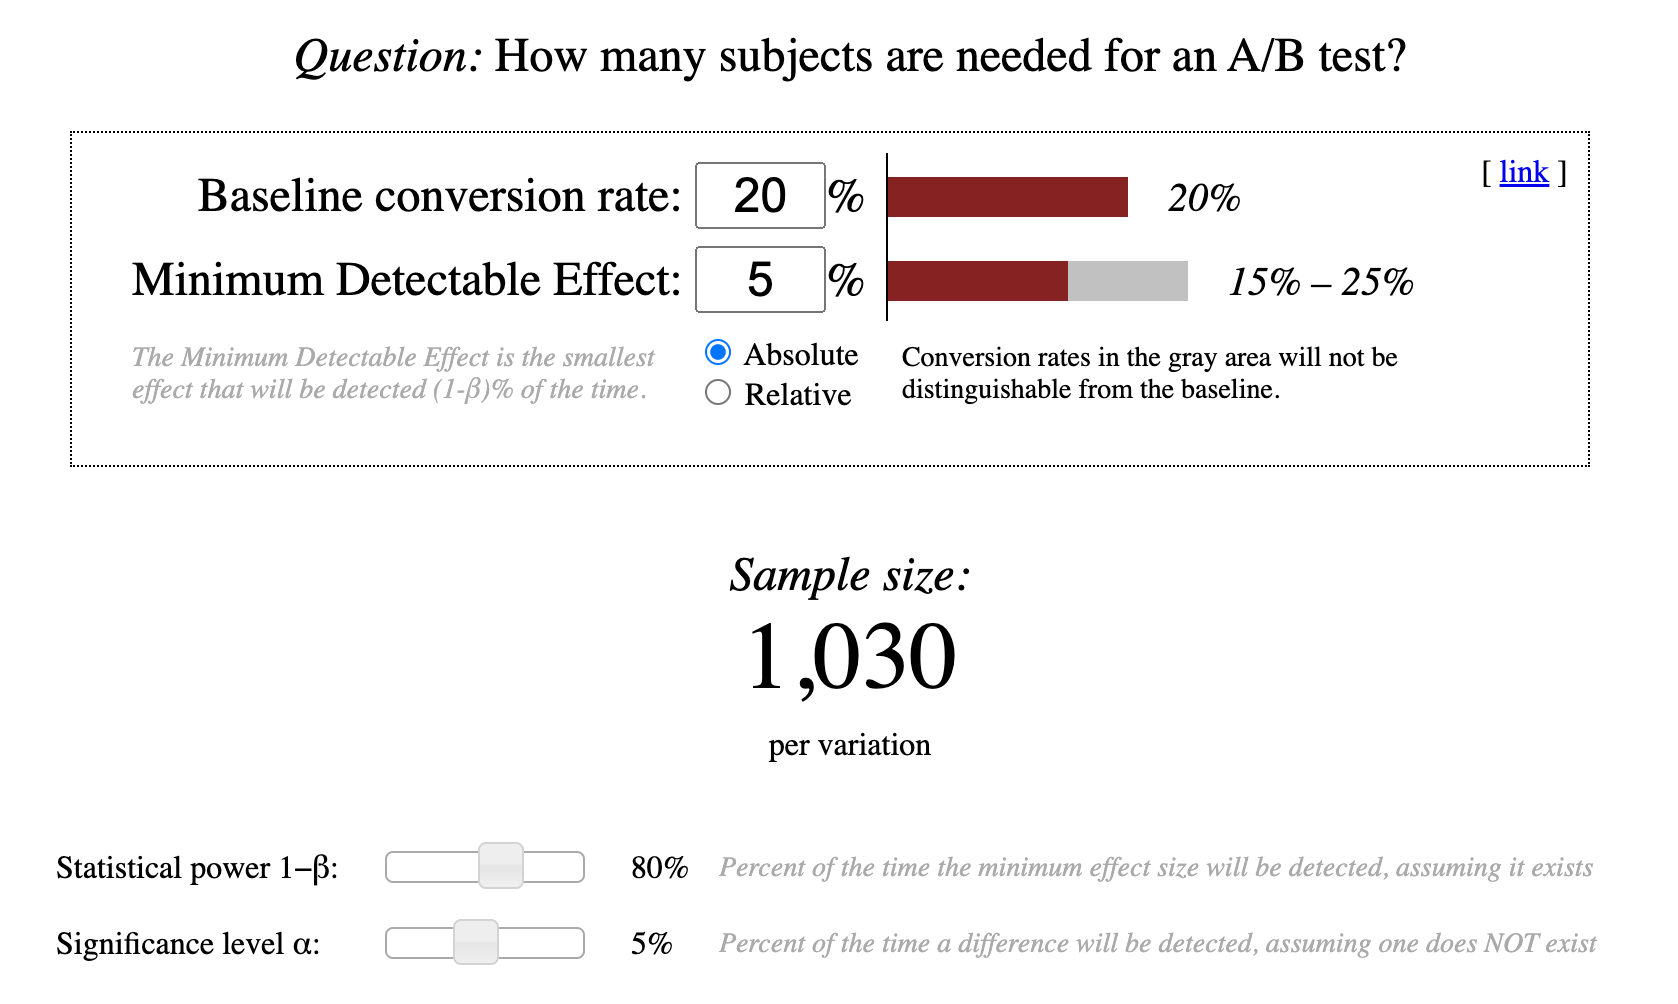 Question: How many subjects are needed for an A/B test?
[ link ]
Baseline conversion rate: 20 % 20%
Minimum Detectable Effect: 5 % 15% – 25%
The Minimum Detectable Effect is the smallest
effect that will be detected (1-β)% of the time.
Absolute
Relative
Conversion rates in the gray area will not be
distinguishable from the baseline.
Sample size:
1,030
per variation
Statistical power 1–β: 80% Percent of the time the minimum effect size will be detected, assuming it exists
Significance level α: 5% Percent of the time a difference will be detected, assuming one does NOT exist